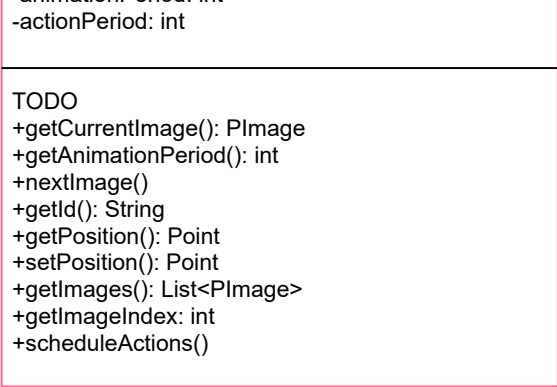 -actionPeriod: int
TODO
+getCurrentImage(): PImage
+getAnimationPeriod(): int
+nextImage()
+getId(): String
+getPosition(): Point
+setPosition(): Point
+getImages(): List<PImage>
+getImageIndex: int
+scheduleActions()